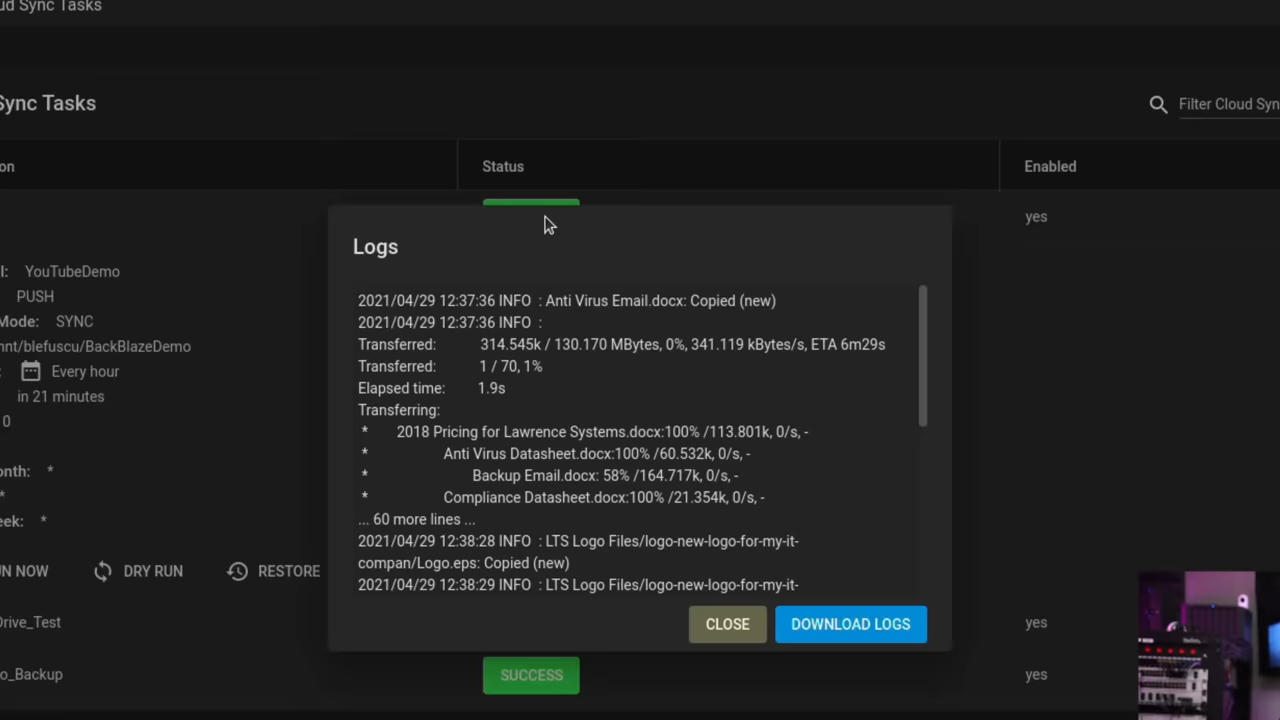 ud Sync Tasks
Sync Tasks
Filter Cloud Syn
on
Status
Enabled
yes
Logs
l: YouTubeDemo
PUSH
Mode: SYNC
nnt/blefuscu/BackBlazeDemo
: Every hour
in 21 minutes
0
onth: *
*
eek: *
2021/04/29 12:37:36 INFO : Anti Virus Email.docx: Copied (new)
2021/04/29 12:37:36 INFO :
Transferred: 314.545k / 130.170 MBytes, 0%, 341.119 kBytes/s, ETA 6m29s
Transferred: 1 / 70, 1%
Elapsed time: 1.9s
Transferring:
* 2018 Pricing for Lawrence Systems.docx:100% /113.801k, 0/s, -
* Anti Virus Datasheet.docx:100% /60.532k, 0/s, -
* Backup Email.docx: 58% /164.717k, 0/s, -
* Compliance Datasheet.docx:100% /21.354k, 0/s, -
... 60 more lines ...
2021/04/29 12:38:28 INFO : LTS Logo Files/logo-new-logo-for-my-it-
compan/Logo.eps: Copied (new)
2021/04/29 12:38:29 INFO : LTS Logo Files/logo-new-logo-for-my-it-
UN NOW
DRY RUN
RESTORE
CLOSE
DOWNLOAD LOGS
Drive_Test
yes
o_Backup
SUCCESS
yes